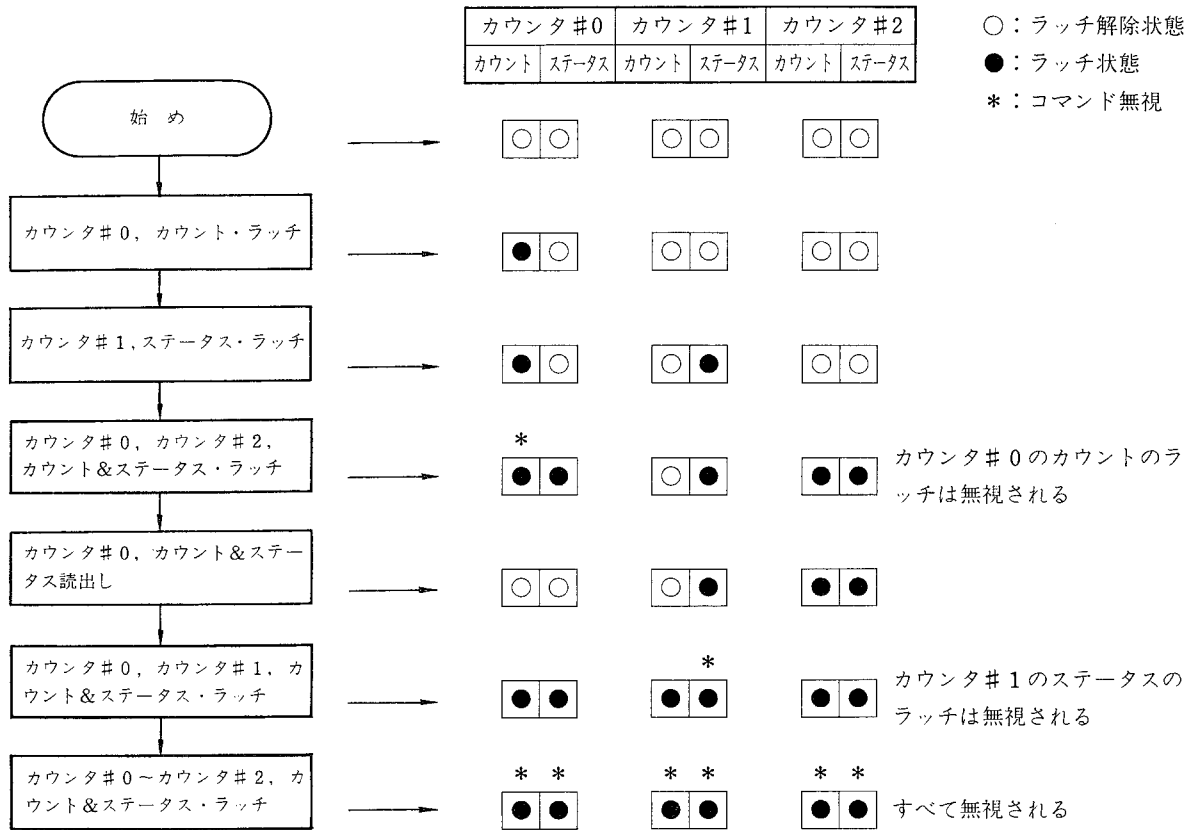 カウンタ#0 カウンタ#1 カウンタ#2
カウント ステータス カウント ステータス カウント ステータス
○：ラッチ解除状態
●：ラッチ状態
*：コマンド無視
始 め
カウンタ#0，カウント・ラッチ
カウンタ#1，ステータス・ラッチ
カウンタ#0，カウンタ#2，
カウント&ステータス・ラッチ
*
カウンタ#0のカウントのラ
ッチは無視される
カウンタ#0，カウント&ステー
タス読出し
カウンタ#0，カウンタ#1，カ
ウント&ステータス・ラッチ
*
カウンタ#1のステータスの
ラッチは無視される
カウンタ#0～カウンタ#2，カ
ウント&ステータス・ラッチ
* * * * * *
すべて無視される